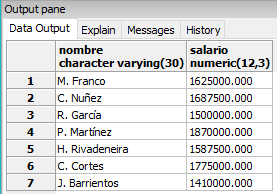 Output pane
Data Output Explain Messages History
nombre salario
character varying(30) numeric(12,3)
1 M. Franco 1625000.000
2 C. Nuñez 1687500.000
3 R. García 1500000.000
4 P. Martínez 1870000.000
5 H. Rivadeneira 1587500.000
6 C. Cortes 1775000.000
7 J. Barrientos 1410000.000